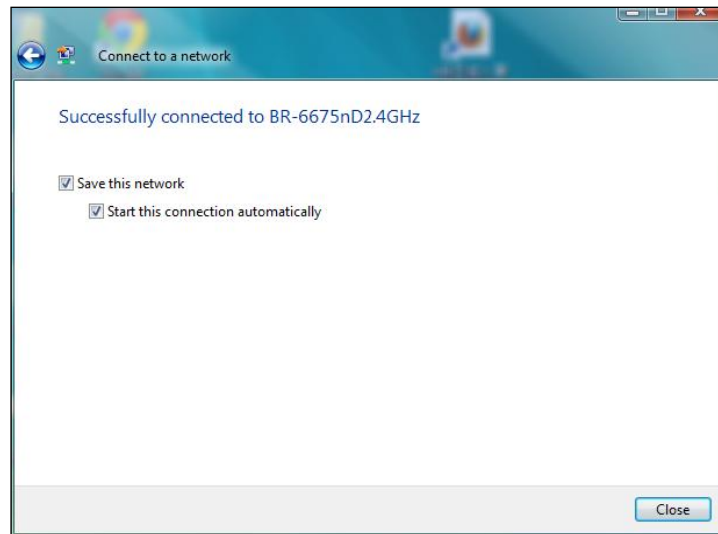 Connect to a network
Successfully connected to BR-6675nD2.4GHz
Save this network
Start this connection automatically
Close